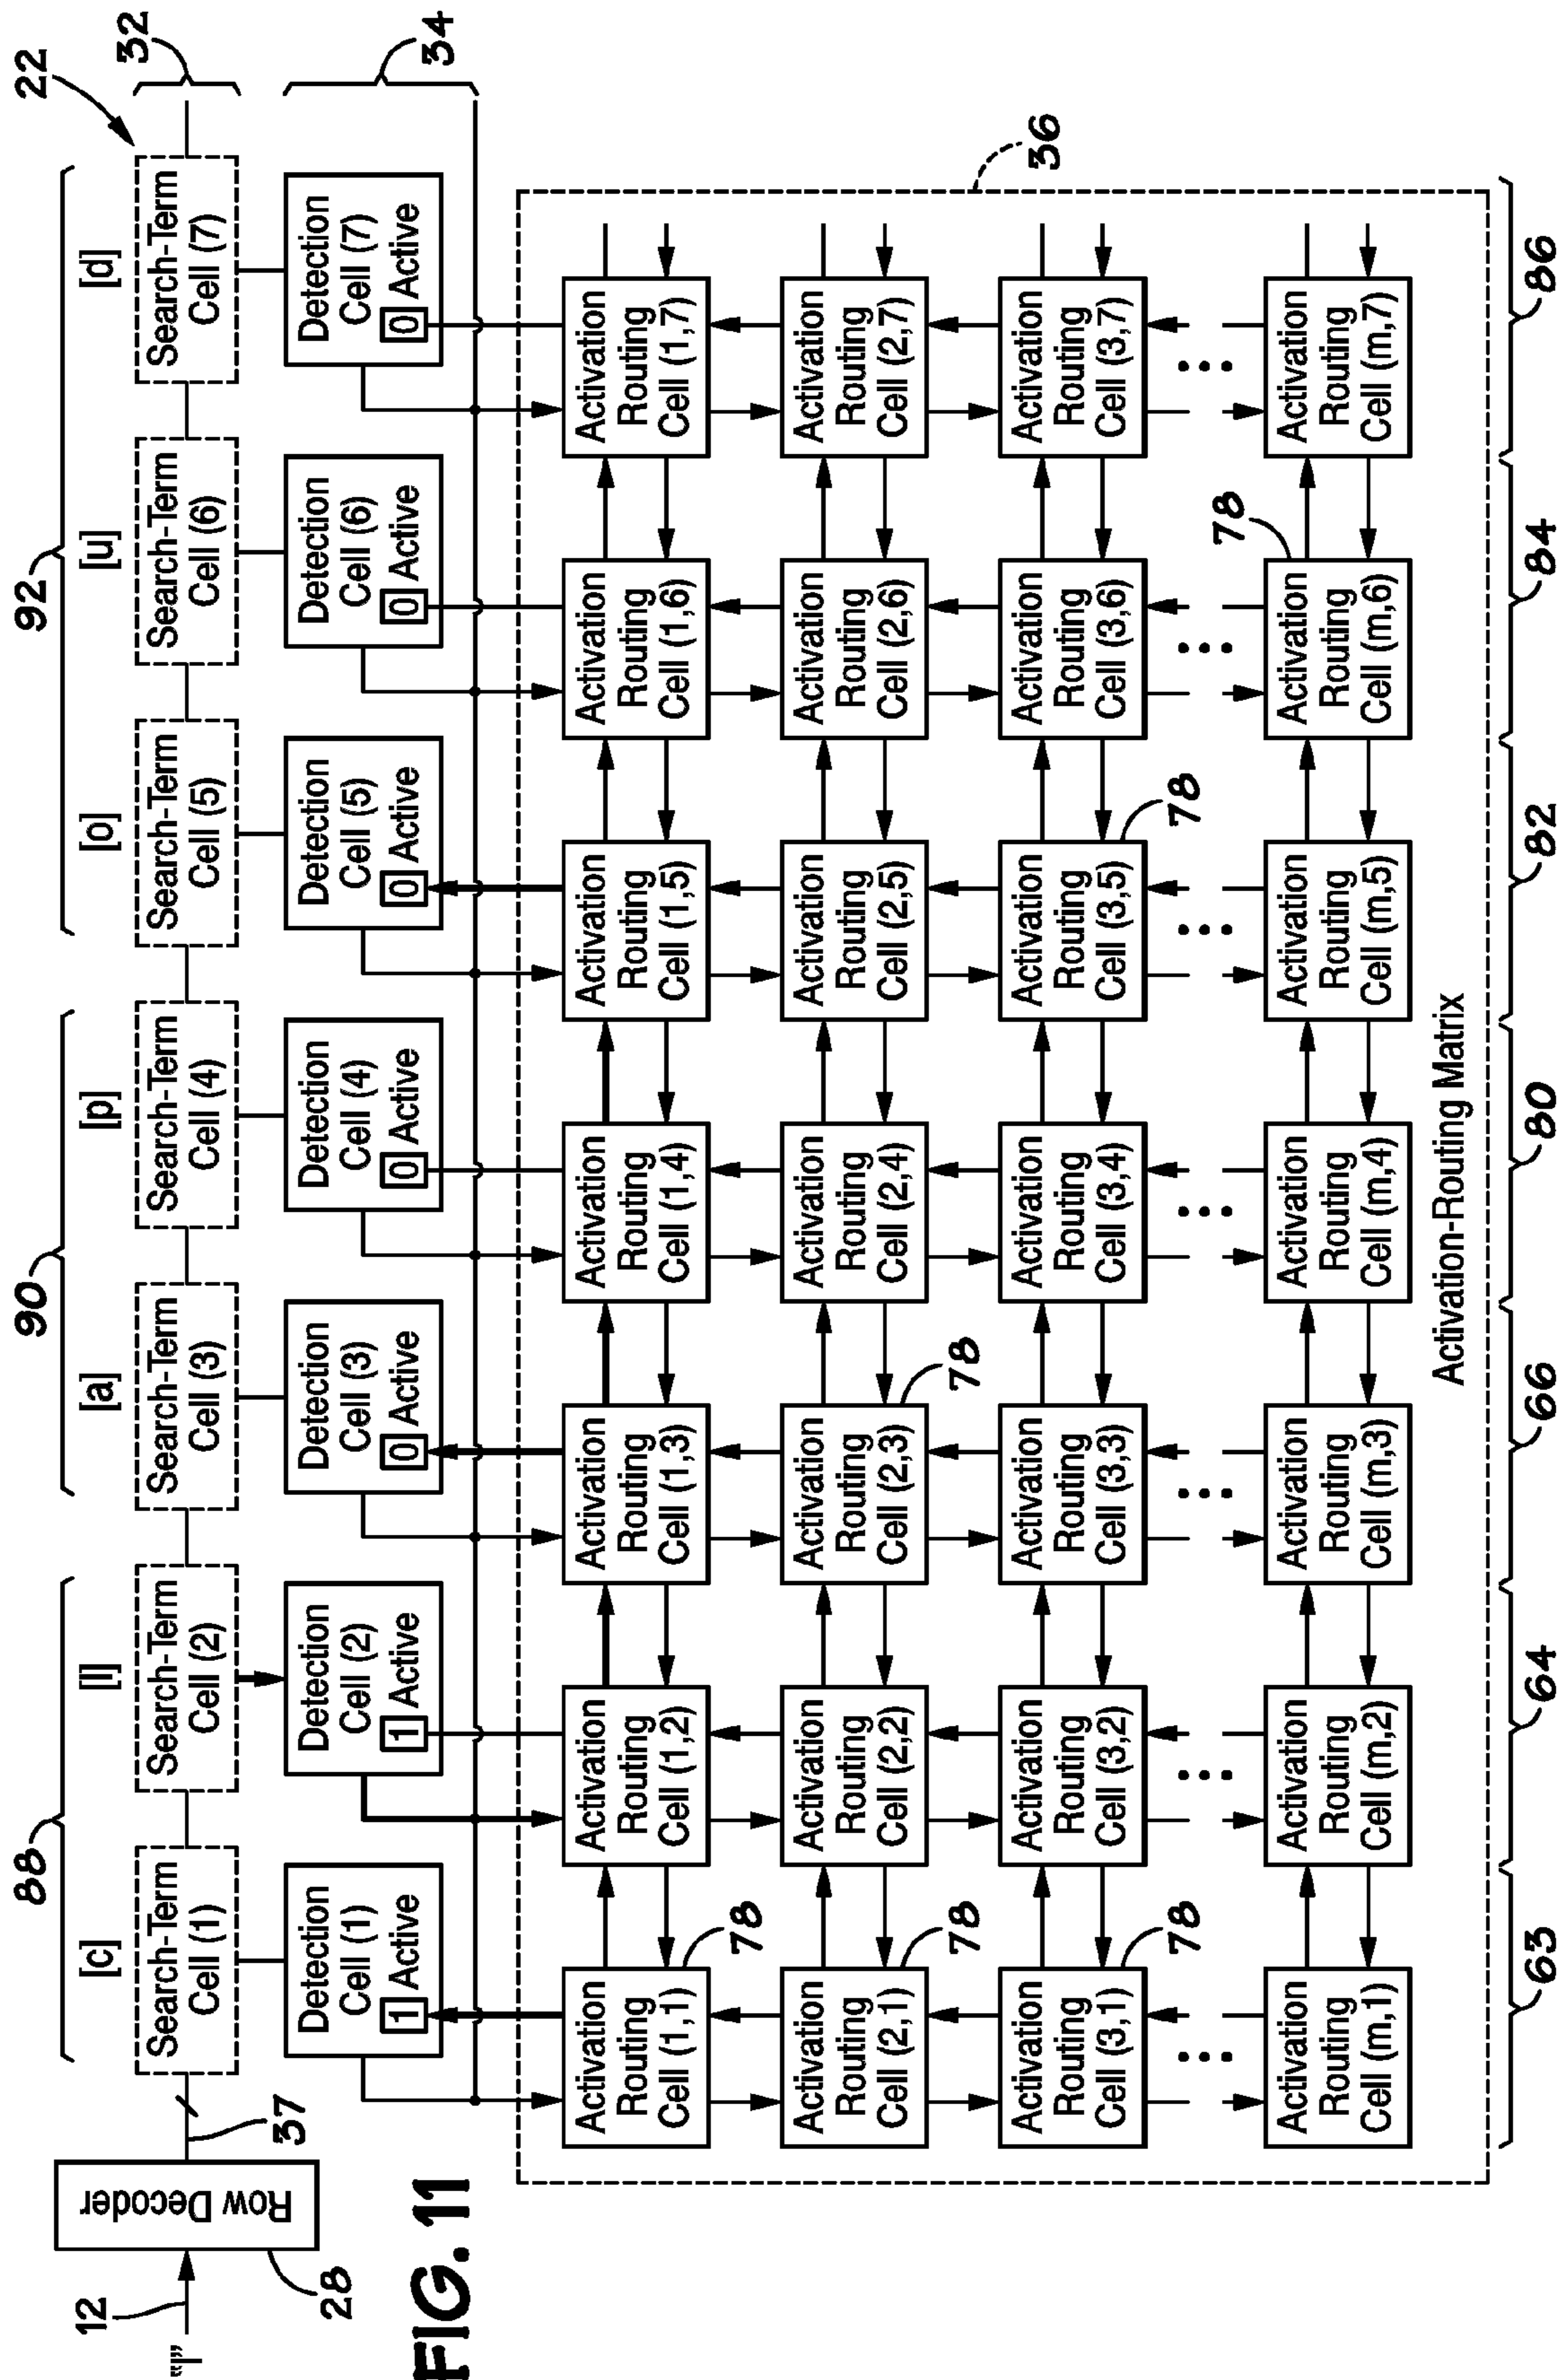 88
90
92
22
[c]
[l]
[a]
[p]
[o]
[u]
[d]
"l"
12
Row Decoder
28
37
Search-Term
Cell (1)
Search-Term
Cell (2)
Search-Term
Cell (3)
Search-Term
Cell (4)
Search-Term
Cell (5)
Search-Term
Cell (6)
Search-Term
Cell (7)
32
Detection
Cell (1)
1 Active
Detection
Cell (2)
1 Active
Detection
Cell (3)
0 Active
Detection
Cell (4)
0 Active
Detection
Cell (5)
0 Active
Detection
Cell (6)
0 Active
Detection
Cell (7)
0 Active
34
FIG. 11
Activation
Routing
Cell (1,1)
78
Activation
Routing
Cell (1,2)
Activation
Routing
Cell (1,3)
Activation
Routing
Cell (1,4)
Activation
Routing
Cell (1,5)
Activation
Routing
Cell (1,6)
Activation
Routing
Cell (1,7)
Activation
Routing
Cell (2,1)
78
Activation
Routing
Cell (2,2)
Activation
Routing
Cell (2,3)
78
Activation
Routing
Cell (2,4)
Activation
Routing
Cell (2,5)
Activation
Routing
Cell (2,6)
Activation
Routing
Cell (2,7)
36
Activation
Routing
Cell (3,1)
78
Activation
Routing
Cell (3,2)
Activation
Routing
Cell (3,3)
Activation
Routing
Cell (3,4)
Activation
Routing
Cell (3,5)
78
Activation
Routing
Cell (3,6)
Activation
Routing
Cell (3,7)
Activation
Routing
Cell (m,1)
Activation
Routing
Cell (m,2)
Activation
Routing
Cell (m,3)
Activation
Routing
Cell (m,4)
Activation
Routing
Cell (m,5)
78
Activation
Routing
Cell (m,6)
Activation
Routing
Cell (m,7)
Activation-Routing Matrix
63
64
66
80
82
84
86